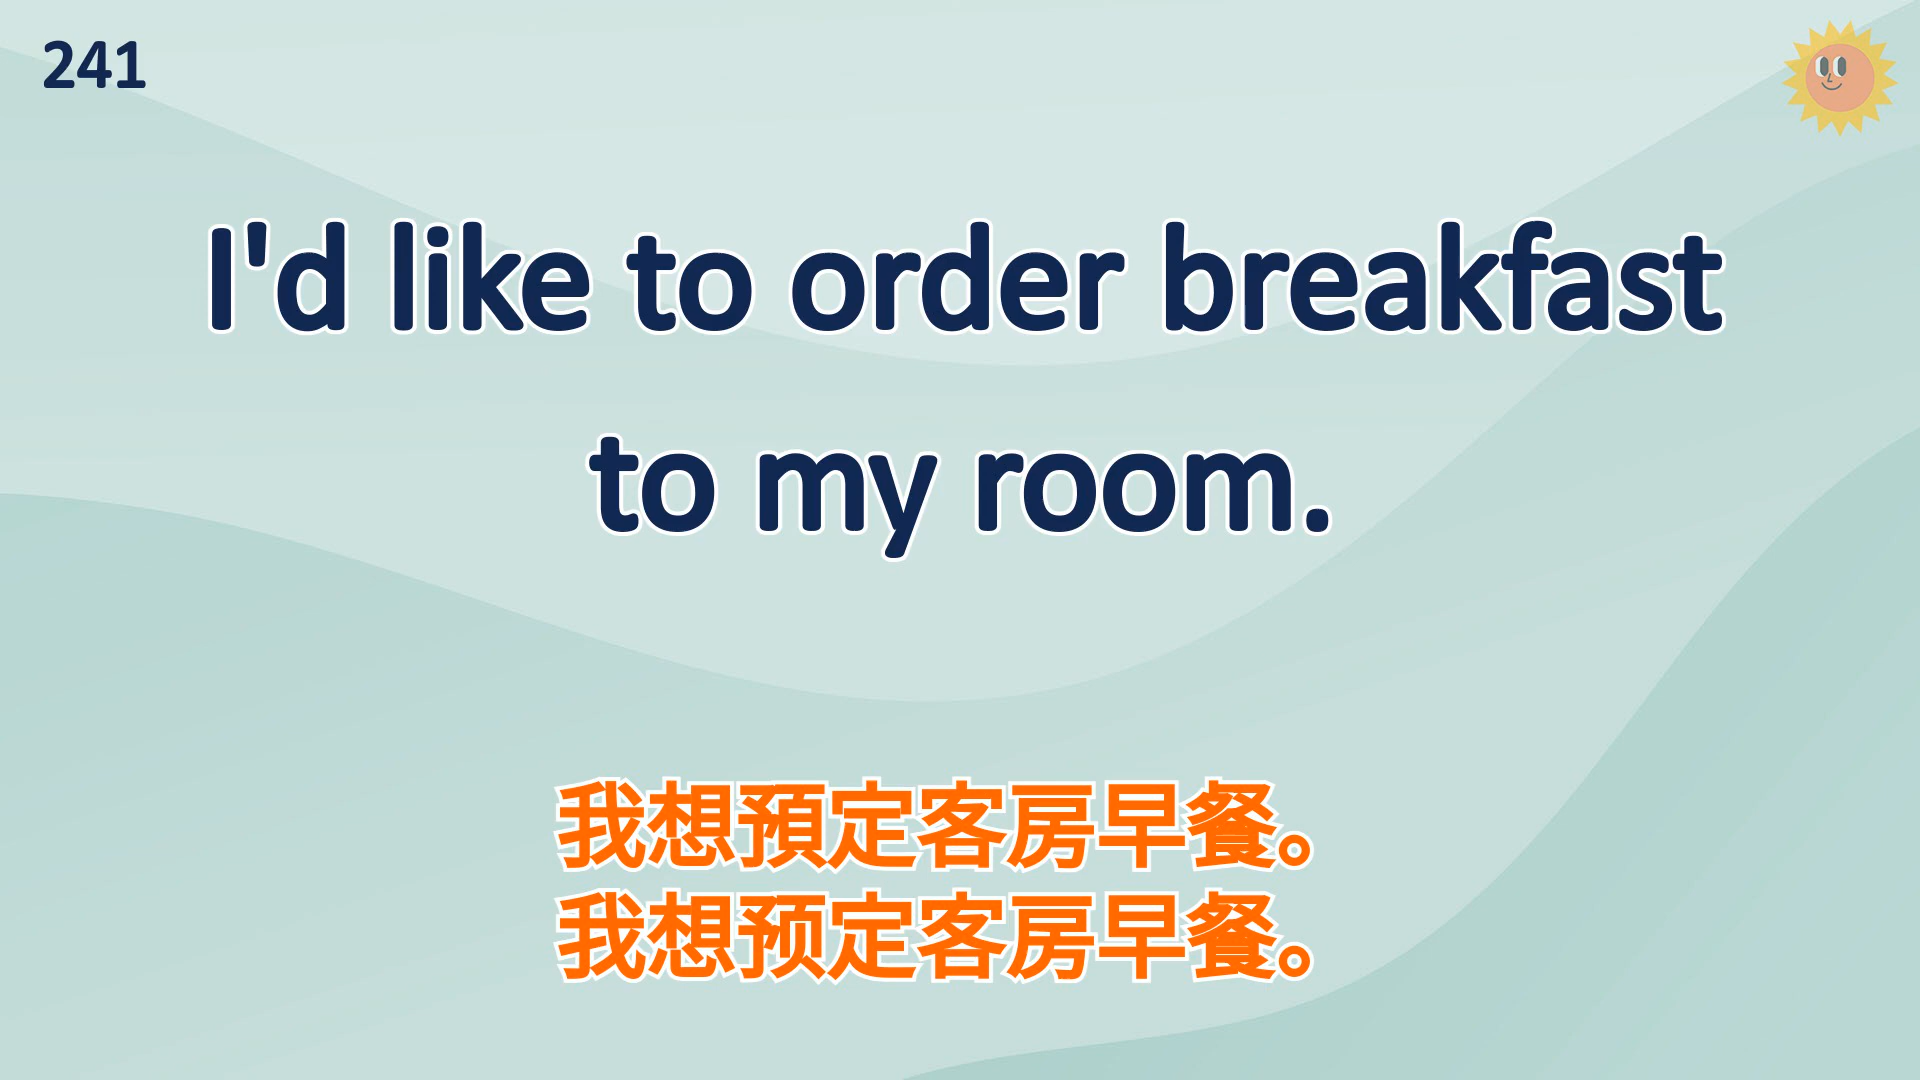 241
I'd like to order breakfast
to my room.
我想預定客房早餐。
我想预定客房早餐。